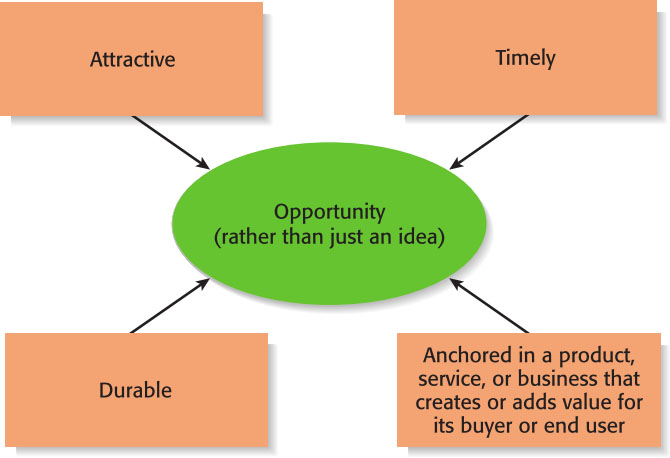 Attractive
Timely
Opportunity
(rather than just an idea)
Durable
Anchored in a product,
service, or business that
creates or adds value for
its buyer or end user